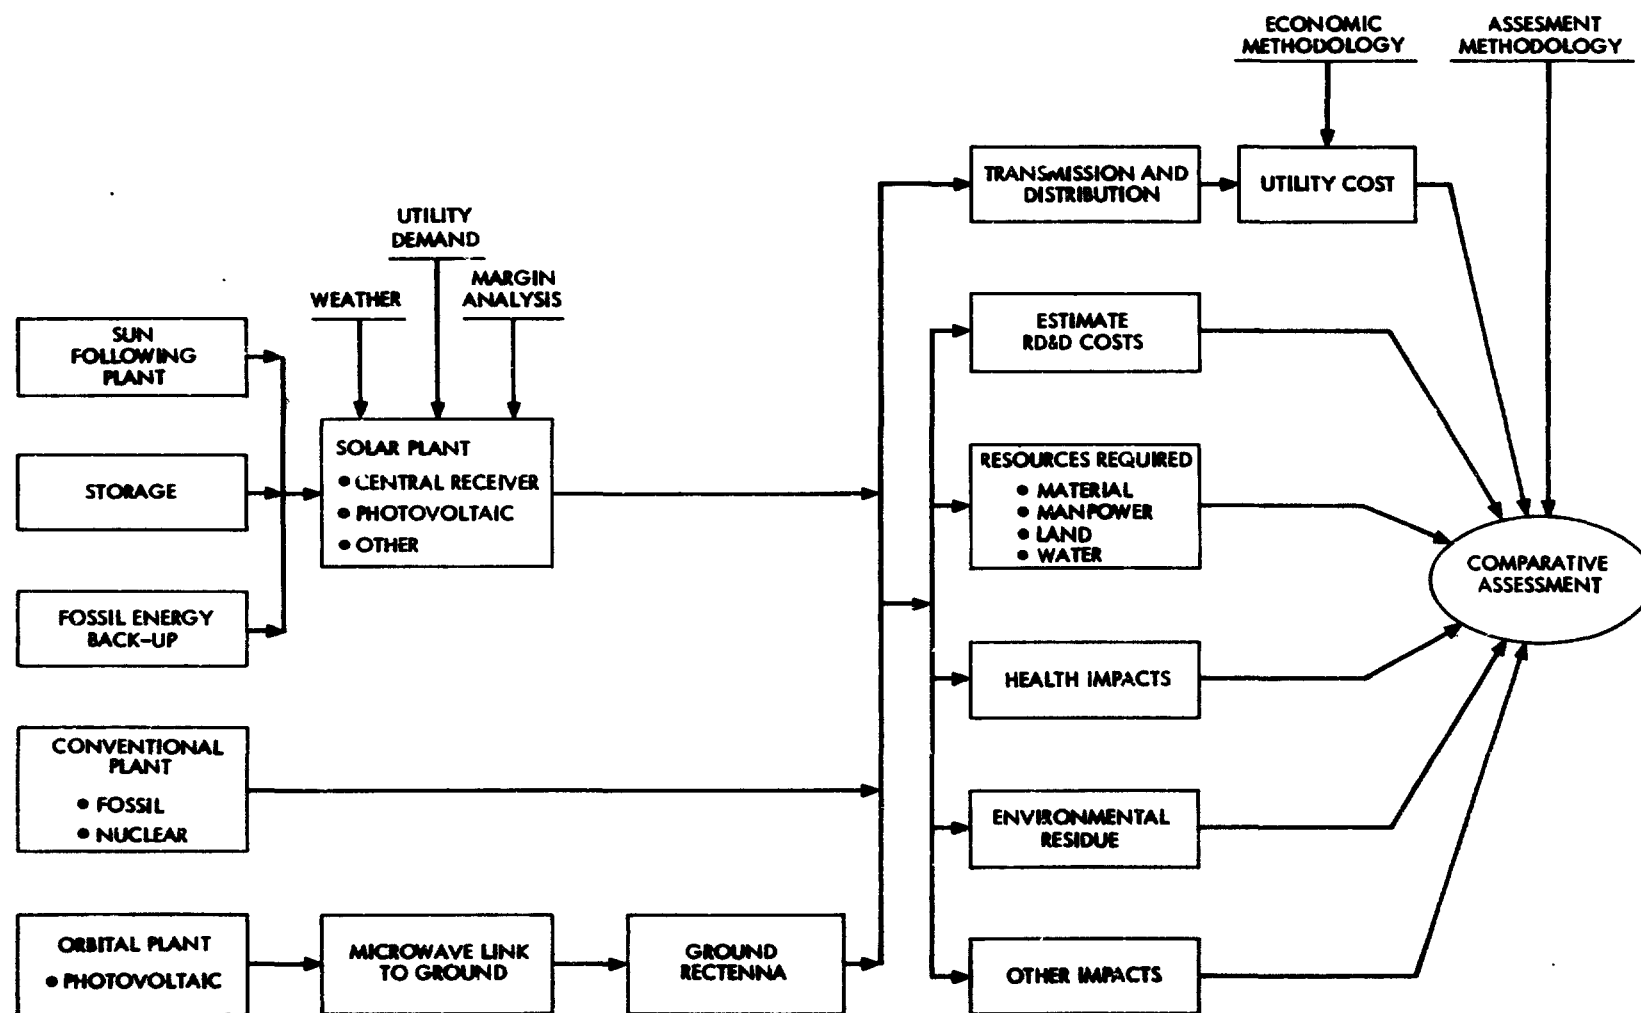 ECONOMIC
METHODOLOGY
ASSESMENT
METHODOLOGY
TRANSMISSION AND
DISTRIBUTION
UTILITY COST
UTILITY
DEMAND
WEATHER
MARGIN
ANALYSIS
SUN
FOLLOWING
PLANT
ESTIMATE
RD&D COSTS
SOLAR PLANT
• CENTRAL RECEIVER
• PHOTOVOLTAIC
• OTHER
STORAGE
RESOURCES REQUIRED
• MATERIAL
• MANPOWER
• LAND
• WATER
COMPARATIVE
ASSESSMENT
FOSSIL ENERGY
BACK-UP
HEALTH IMPACTS
CONVENTIONAL
PLANT
• FOSSIL
• NUCLEAR
ENVIRONMENTAL
RESIDUE
ORBITAL PLANT
• PHOTOVOLTAIC
MICROWAVE LINK
TO GROUND
GROUND
RECTENNA
OTHER IMPACTS